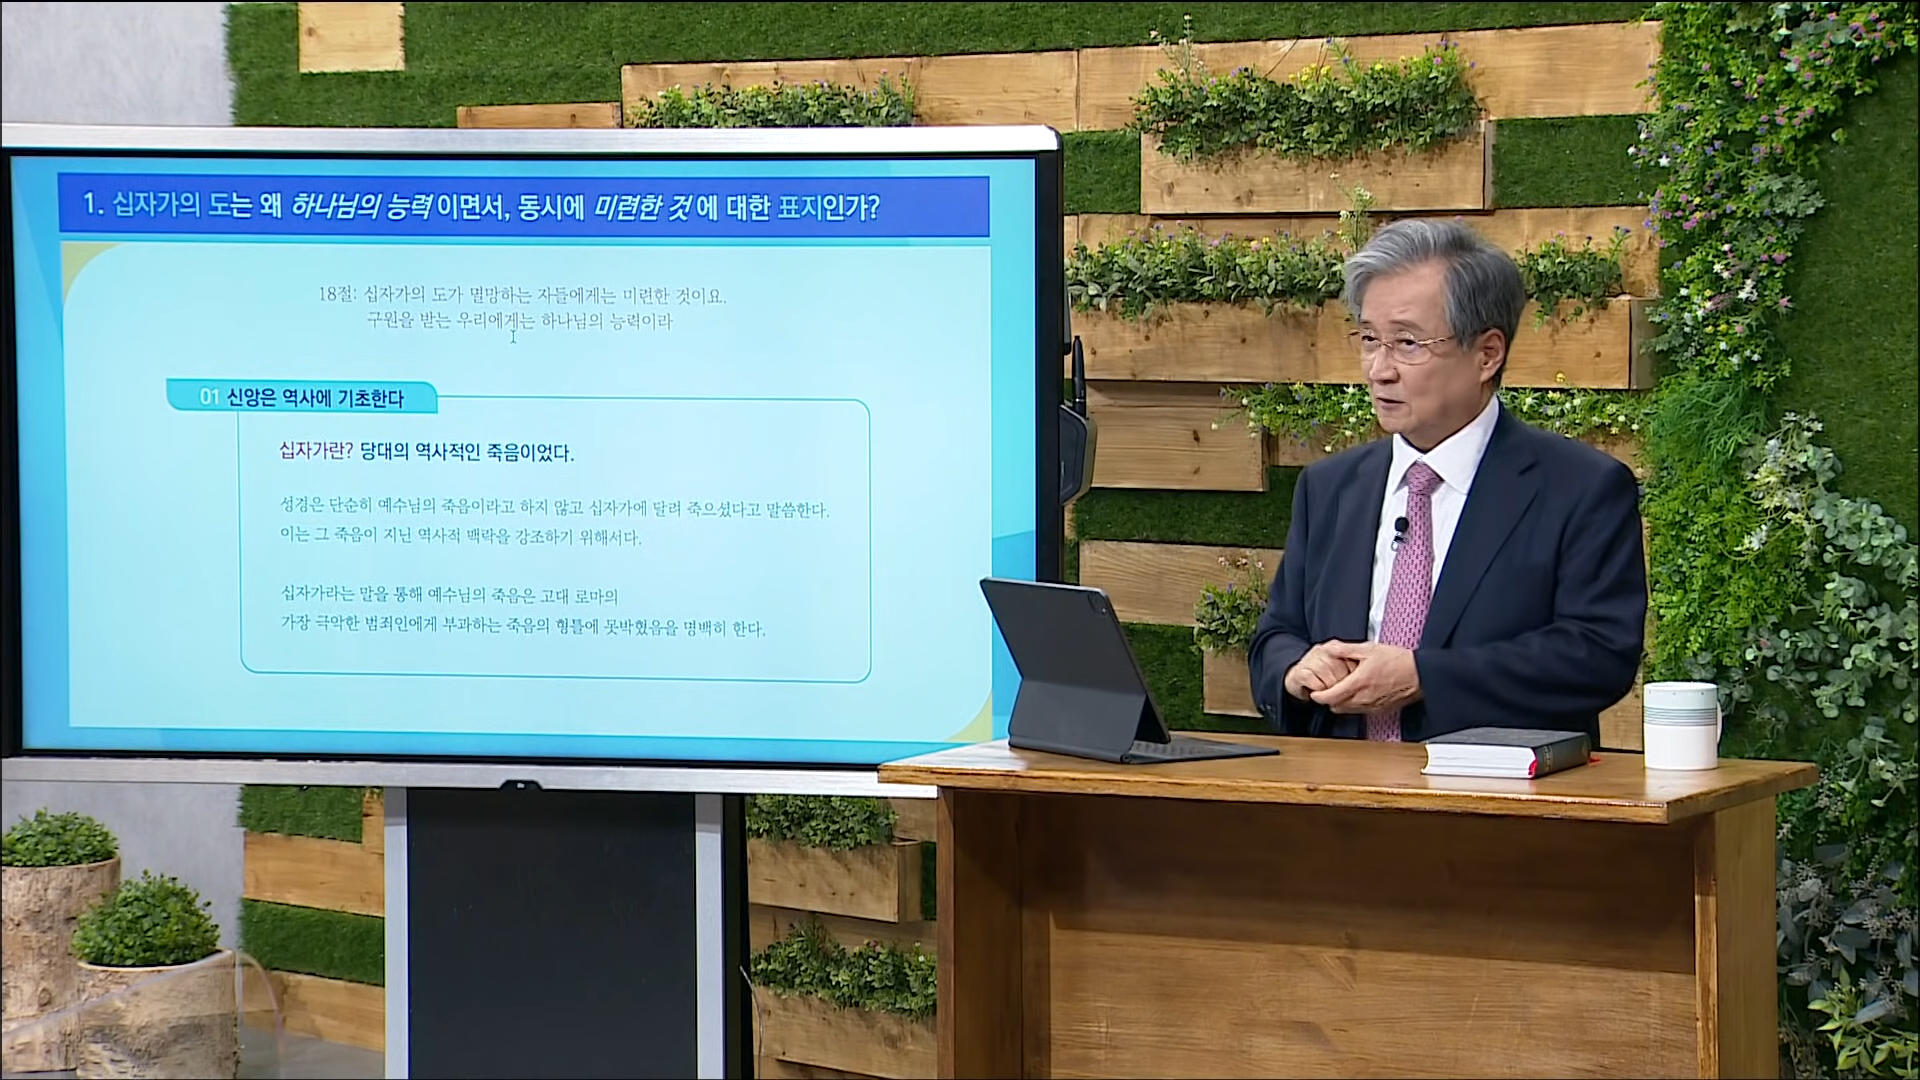 1. 십자가의 도는 왜 하나님의 능력이면서, 동시에 미련한 것에 대한 표지인가?
18절: 십자가의 도가 멸망하는 자들에게는 미련한 것이요.
구원을 받는 우리에게는 하나님의 능력이라
01 신앙은 역사에 기초한다
십자가란? 당대의 역사적인 죽음이었다.
성경은 단순히 예수님의 죽음이라고 하지 않고 십자가에 달려 죽으셨다고 말씀한다.
이는 그 죽음이 지닌 역사적 맥락을 강조하기 위해서다.
십자가라는 말을 통해 예수님의 죽음은 고대 로마의
가장 극악한 범죄인에게 부과하는 죽음의 형틀에 못박혔음을 명백히 한다.